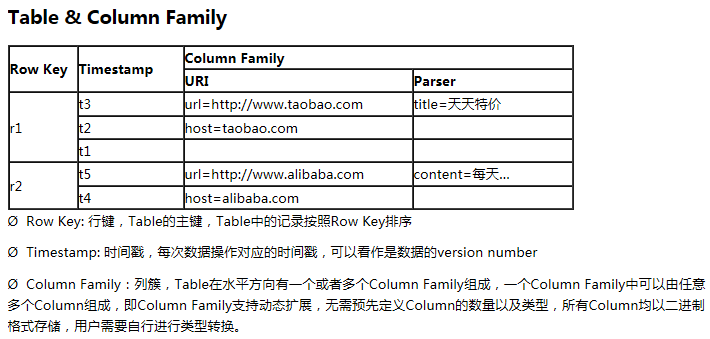 Table & Column Family
Row Key Timestamp Column Family
URI Parser
r1 t3 url=http://www.taobao.com title=天天特价
t2 host=taobao.com
t1
r2 t5 url=http://www.alibaba.com content=每天...
t4 host=alibaba.com
Ø Row Key: 行键，Table的主键，Table中的记录按照Row Key排序
Ø Timestamp: 时间戳，每次数据操作对应的时间戳，可以看作是数据的version number
Ø Column Family：列簇，Table在水平方向有一个或者多个Column Family组成，一个Column Family中可以由任意
多个Column组成，即Column Family支持动态扩展，无需预先定义Column的数量以及类型，所有Column均以二进制
格式存储，用户需要自行进行类型转换。